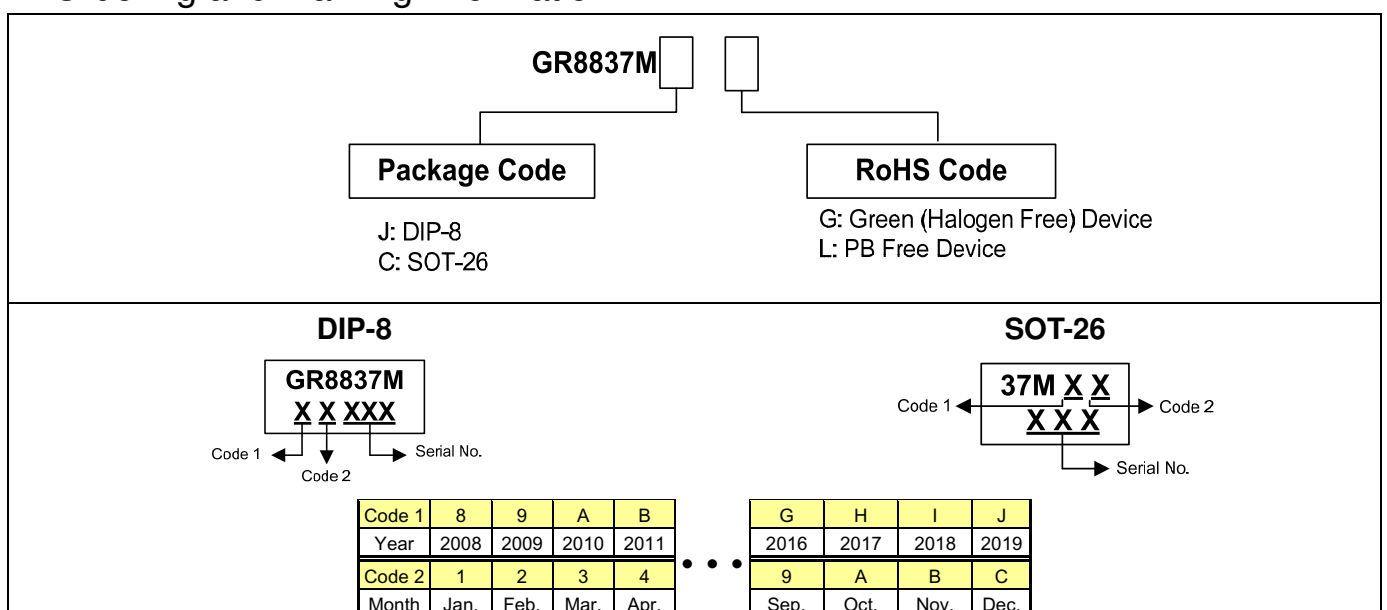 GR8837M
Package Code
RoHS Code
J: DIP-8
C: SOT-26
G: Green (Halogen Free) Device
L: PB Free Device
DIP-8
GR8837M
X X XXX
Code 1
Code 2
Serial No.
SOT-26
37M X X
X X X
Code 1
Code 2
Serial No.
Code 1 8 9 A B G H I J
Year 2008 2009 2010 2011 • • • 2016 2017 2018 2019
Code 2 1 2 3 4 9 A B C
Month Jan. Feb. Mar. Apr. Sep. Oct. Nov. Dec.